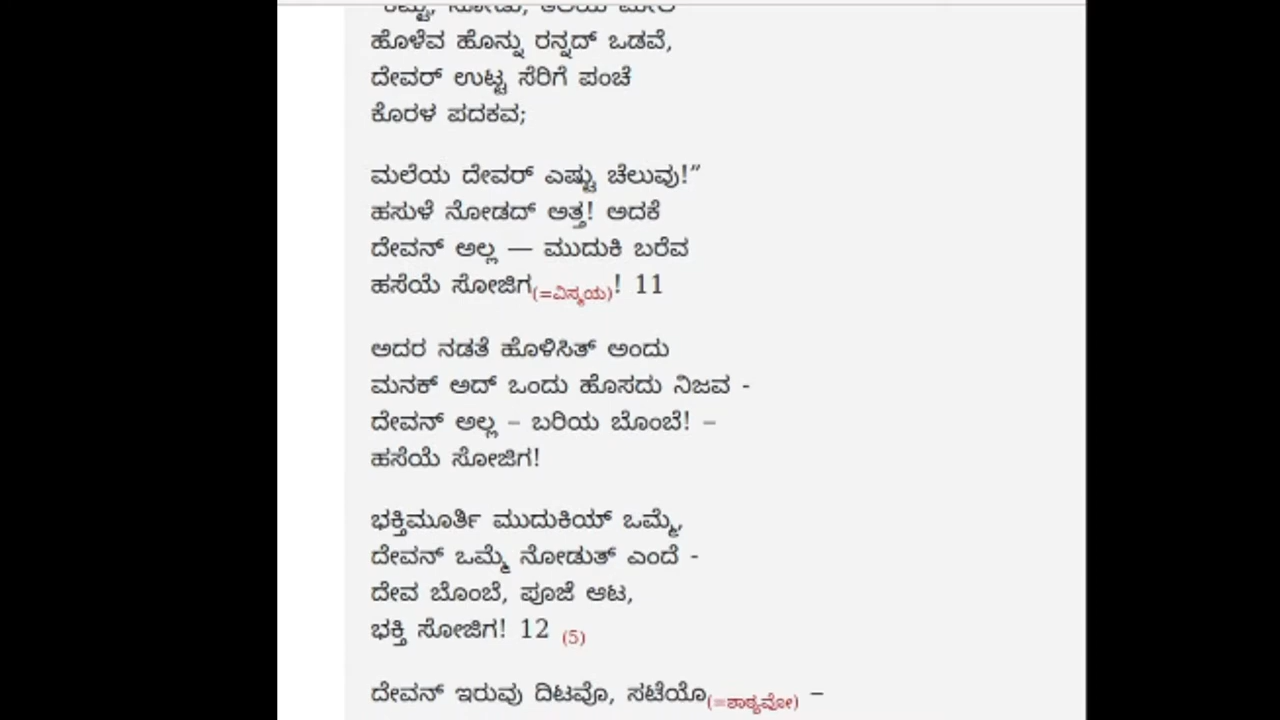 ಹೊಳೆವ ಹೊನ್ನು ರನ್ನದ್ ಒಡವೆ,
ದೇವರ್ ಉಟ್ಟ ಸೆರಿಗೆ ಪಂಚೆ
ಕೊರಳ ಪದಕವ;
ಮಲೆಯ ದೇವರ್ ಎಷ್ಟು ಚೆಲುವು!”
ಹಸುಳೆ ನೋಡದ್ ಅತ್ತ! ಅದಕೆ
ದೇವನ್ ಅಲ್ಲ — ಮುದುಕಿ ಬರೆವ
ಹಸೆಯೆ ಸೋಜಿಗ(=ವಿಸ್ಮಯ)! 11
ಅದರ ನಡತೆ ಹೊಳಿಸಿತ್ ಅಂದು
ಮನಕ್ ಅದ್ ಒಂದು ಹೊಸದು ನಿಜವ -
ದೇವನ್ ಅಲ್ಲ – ಬರಿಯ ಬೊಂಬೆ! –
ಹಸೆಯೆ ಸೋಜಿಗ!
ಭಕ್ತಿಮೂರ್ತಿ ಮುದುಕಿಯ್ ಒಮ್ಮೆ,
ದೇವನ್ ಒಮ್ಮೆ ನೋಡುತ್ ಎಂದೆ -
ದೇವ ಬೊಂಬೆ, ಪೂಜೆ ಆಟ,
ಭಕ್ತಿ ಸೋಜಿಗ! 12 (5)
ದೇವನ್ ಇರುವು ದಿಟವೊ, ಸಟೆಯೊ(=ಶಾಠ್ಯವೋ) –